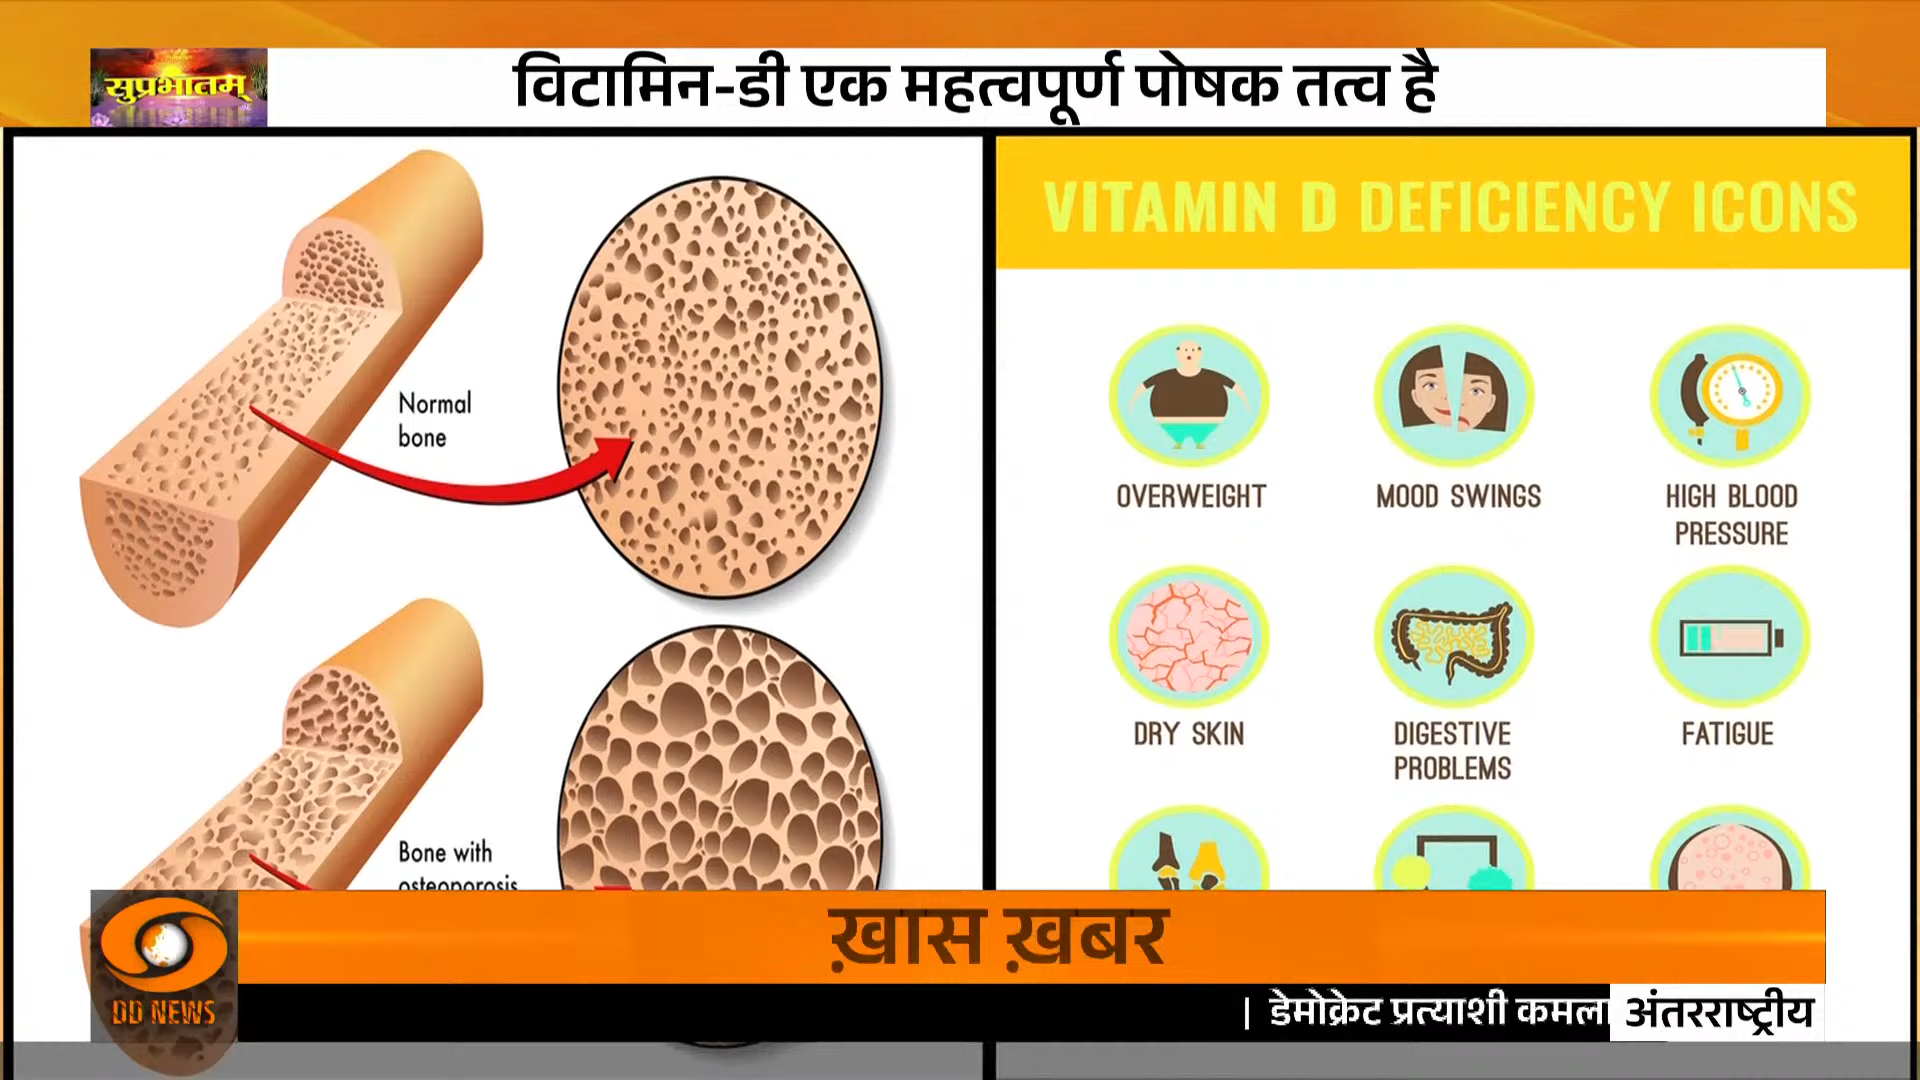 सुप्रभातम्
विटामिन-डी एक महत्वपूर्ण पोषक तत्व है
Normal
bone
Bone with
osteoporosis
VITAMIN D DEFICIENCY ICONS
OVERWEIGHT
MOOD SWINGS
HIGH BLOOD
PRESSURE
DRY SKIN
DIGESTIVE
PROBLEMS
FATIGUE
ख़ास ख़बर
DD NEWS
| डेमोक्रेट प्रत्याशी कमला
अंतरराष्ट्रीय